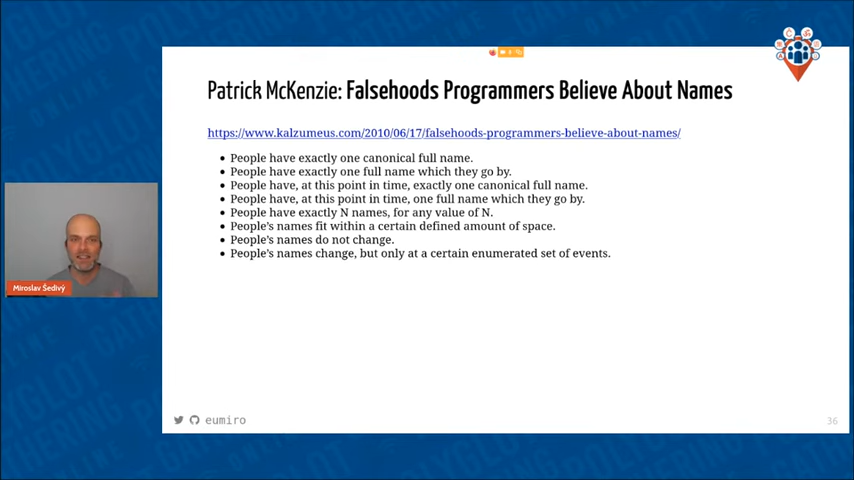 Patrick McKenzie: Falsehoods Programmers Believe About Names
https://www.kalzumeus.com/2010/06/17/falsehoods-programmers-believe-about-names/
• People have exactly one canonical full name.
• People have exactly one full name which they go by.
• People have, at this point in time, exactly one canonical full name.
• People have, at this point in time, one full name which they go by.
• People have exactly N names, for any value of N.
• People's names fit within a certain defined amount of space.
• People's names do not change.
• People's names change, but only at a certain enumerated set of events.
Miroslav Šedivý
eumiro
36
POLYGLOT
GATHERING
ONLINE